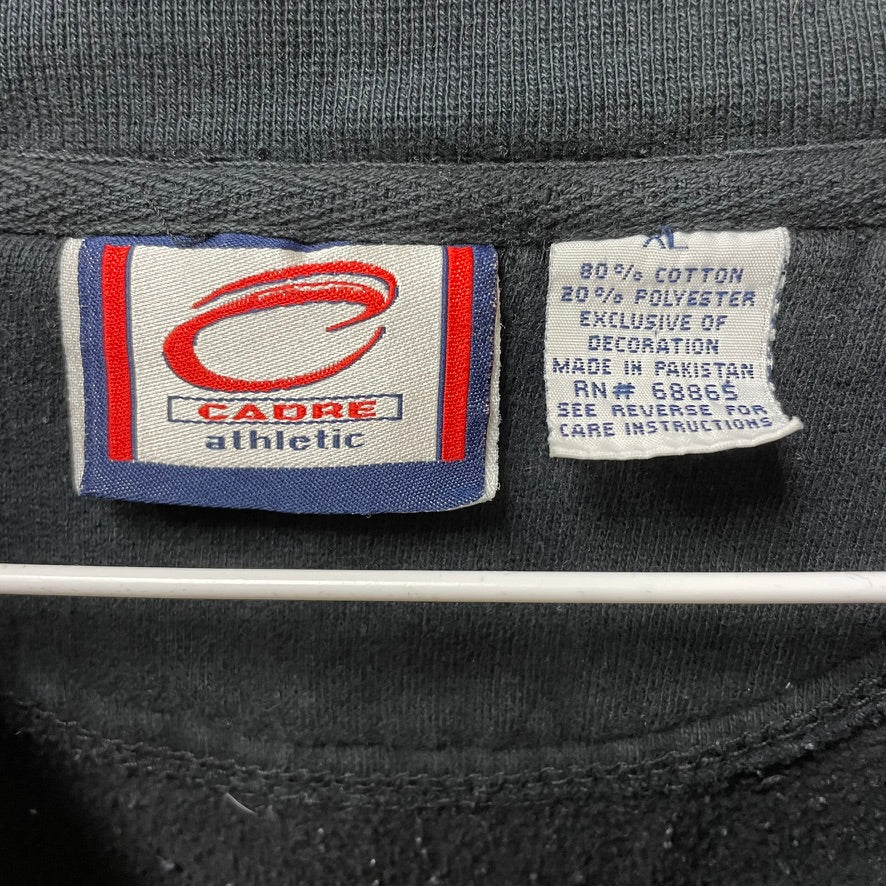 CADRE
athletic
XL
80% COTTON
20% POLYESTER
EXCLUSIVE OF
DECORATION
MADE IN PAKISTAN
RN# 68865
SEE REVERSE FOR
CARE INSTRUCTIONS